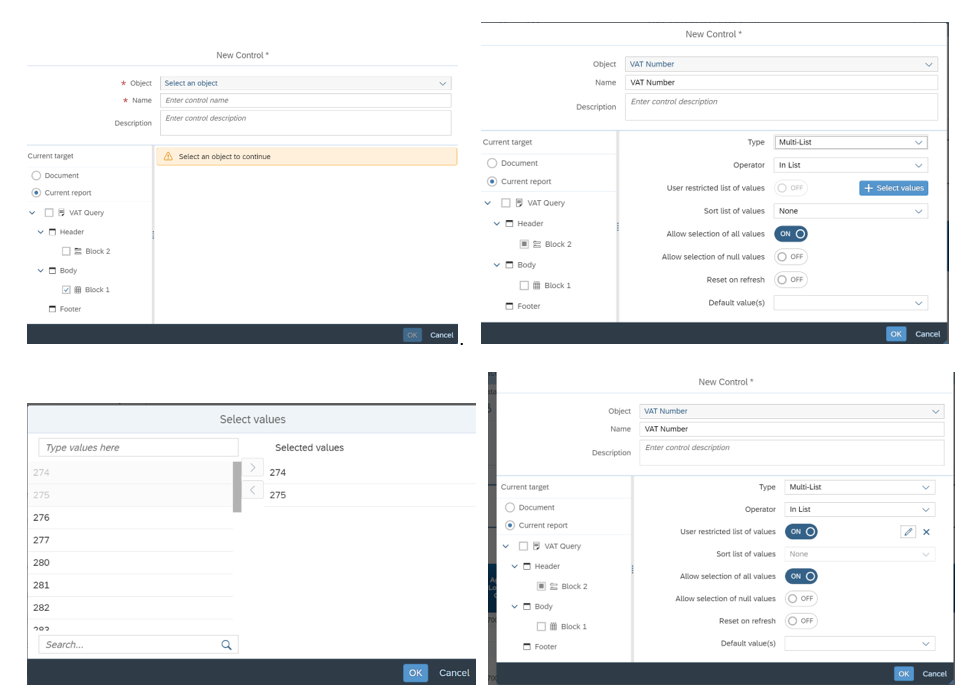 New Control *
* Object Select an object
* Name Enter control name
Description Enter control description
Current target
Select an object to continue
Document
Current report
VAT Query
Header
Block 2
Body
Block 1
Footer
OK Cancel
.
New Control *
Object VAT Number
Name VAT Number
Description Enter control description
Current target
Document
Current report
VAT Query
Header
Block 2
Body
Block 1
Footer
Type Multi-List
Operator In List
User restricted list of values OFF + Select values
Sort list of values None
Allow selection of all values ON
Allow selection of null values OFF
Reset on refresh OFF
Default value(s)
OK Cancel
Select values
Type values here
Selected values
274
275
276
277
280
281
282
283
274
275
Search...
OK Cancel
New Control *
Object VAT Number
Name VAT Number
Description Enter control description
Current target
Document
Current report
VAT Query
Header
Block 2
Body
Block 1
Footer
Type Multi-List
Operator In List
User restricted list of values ON
Sort list of values None
Allow selection of all values ON
Allow selection of null values OFF
Reset on refresh OFF
Default value(s)
OK Cancel